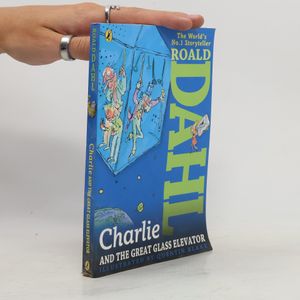 The World's
No.1 Storyteller
ROALD
DAHL
Charlie
AND THE GREAT GLASS ELEVATOR
ILLUSTRATED BY QUENTIN BLAKE
ROALD
DAHL
Charlie AND THE GREAT GLASS ELEVATOR